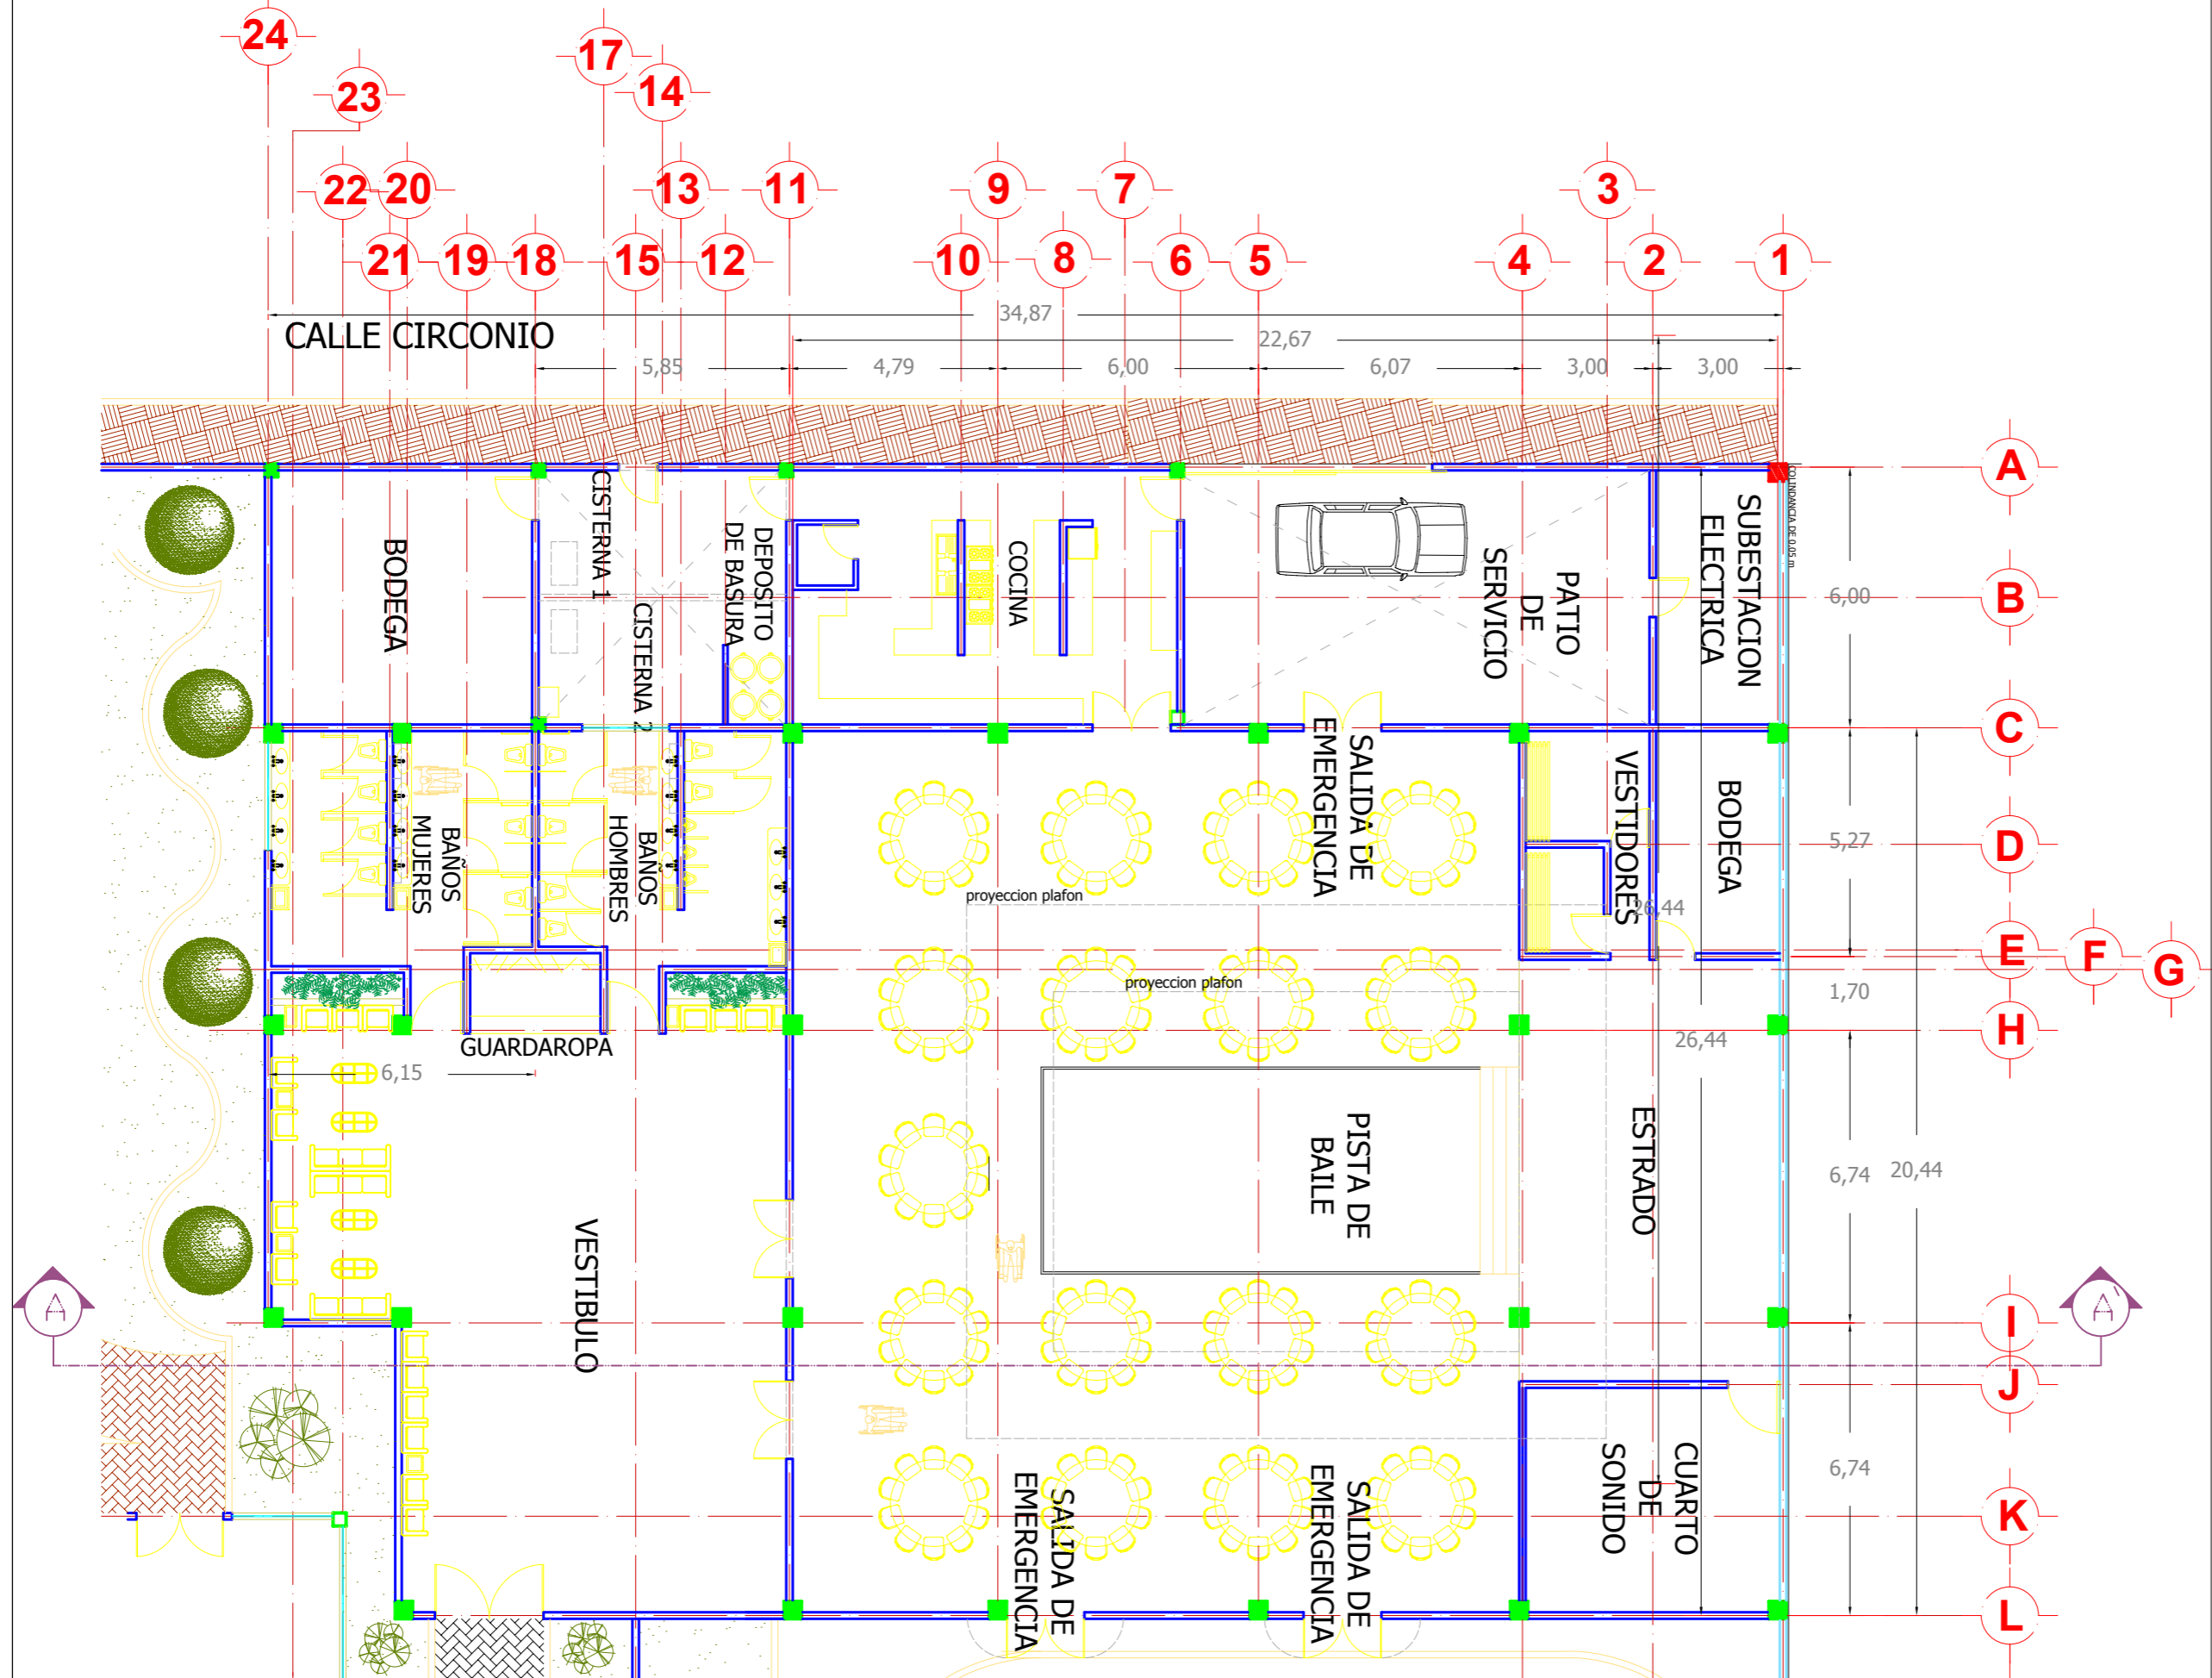 24
17
14
23
22
20
13
11
9
7
3
21
19
18
15
12
10
8
6
5
4
2
1
34,87
CALLE CIRCONIO
22,67
5,85
4,79
6,00
6,07
3,00
3,00
A
COLINDANCIA DE 0.05 m
CISTERNA 1
BODEGA
DEPOSITO
DE BASURA
COCINA
PATIO
DE
SERVICIO
SUBESTACION
ELECTRICA
6,00
B
CISTERNA 2
C
SALIDA DE
EMERGENCIA
VESTIDORES
BODEGA
BAÑOS
MUJERES
BAÑOS
HOMBRES
5,27
D
proyeccion plafon
26,44
E
F
G
proyeccion plafon
1,70
H
26,44
GUARDAROPA
6,15
PISTA DE
BAILE
ESTRADO
6,74
20,44
VESTIBULO
A
A
I
J
6,74
SALIDA DE
EMERGENCIA
SALIDA DE
EMERGENCIA
CUARTO
DE
SONIDO
K
L